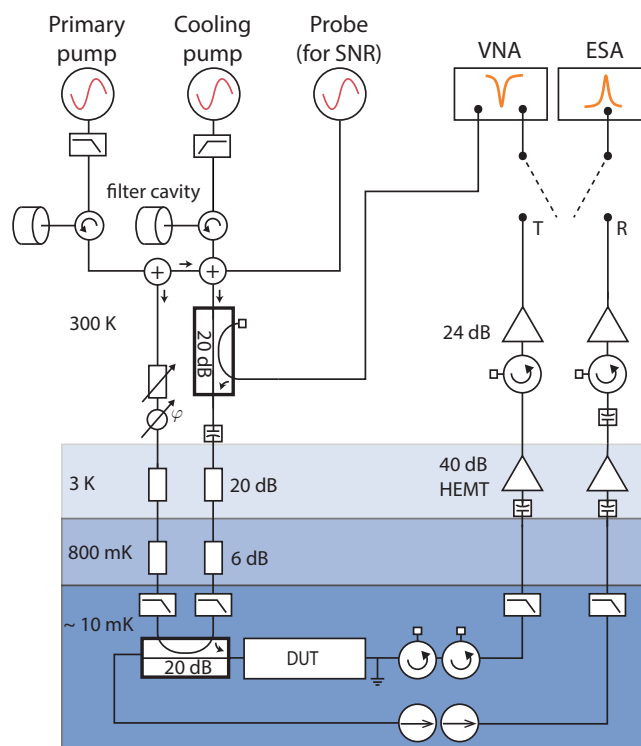 Primary
pump
Cooling
pump
Probe
(for SNR)
VNA
ESA
filter cavity
T
R
300 K
20 dB
24 dB
φ
3 K
20 dB
40 dB
HEMT
800 mK
6 dB
~ 10 mK
20 dB
DUT